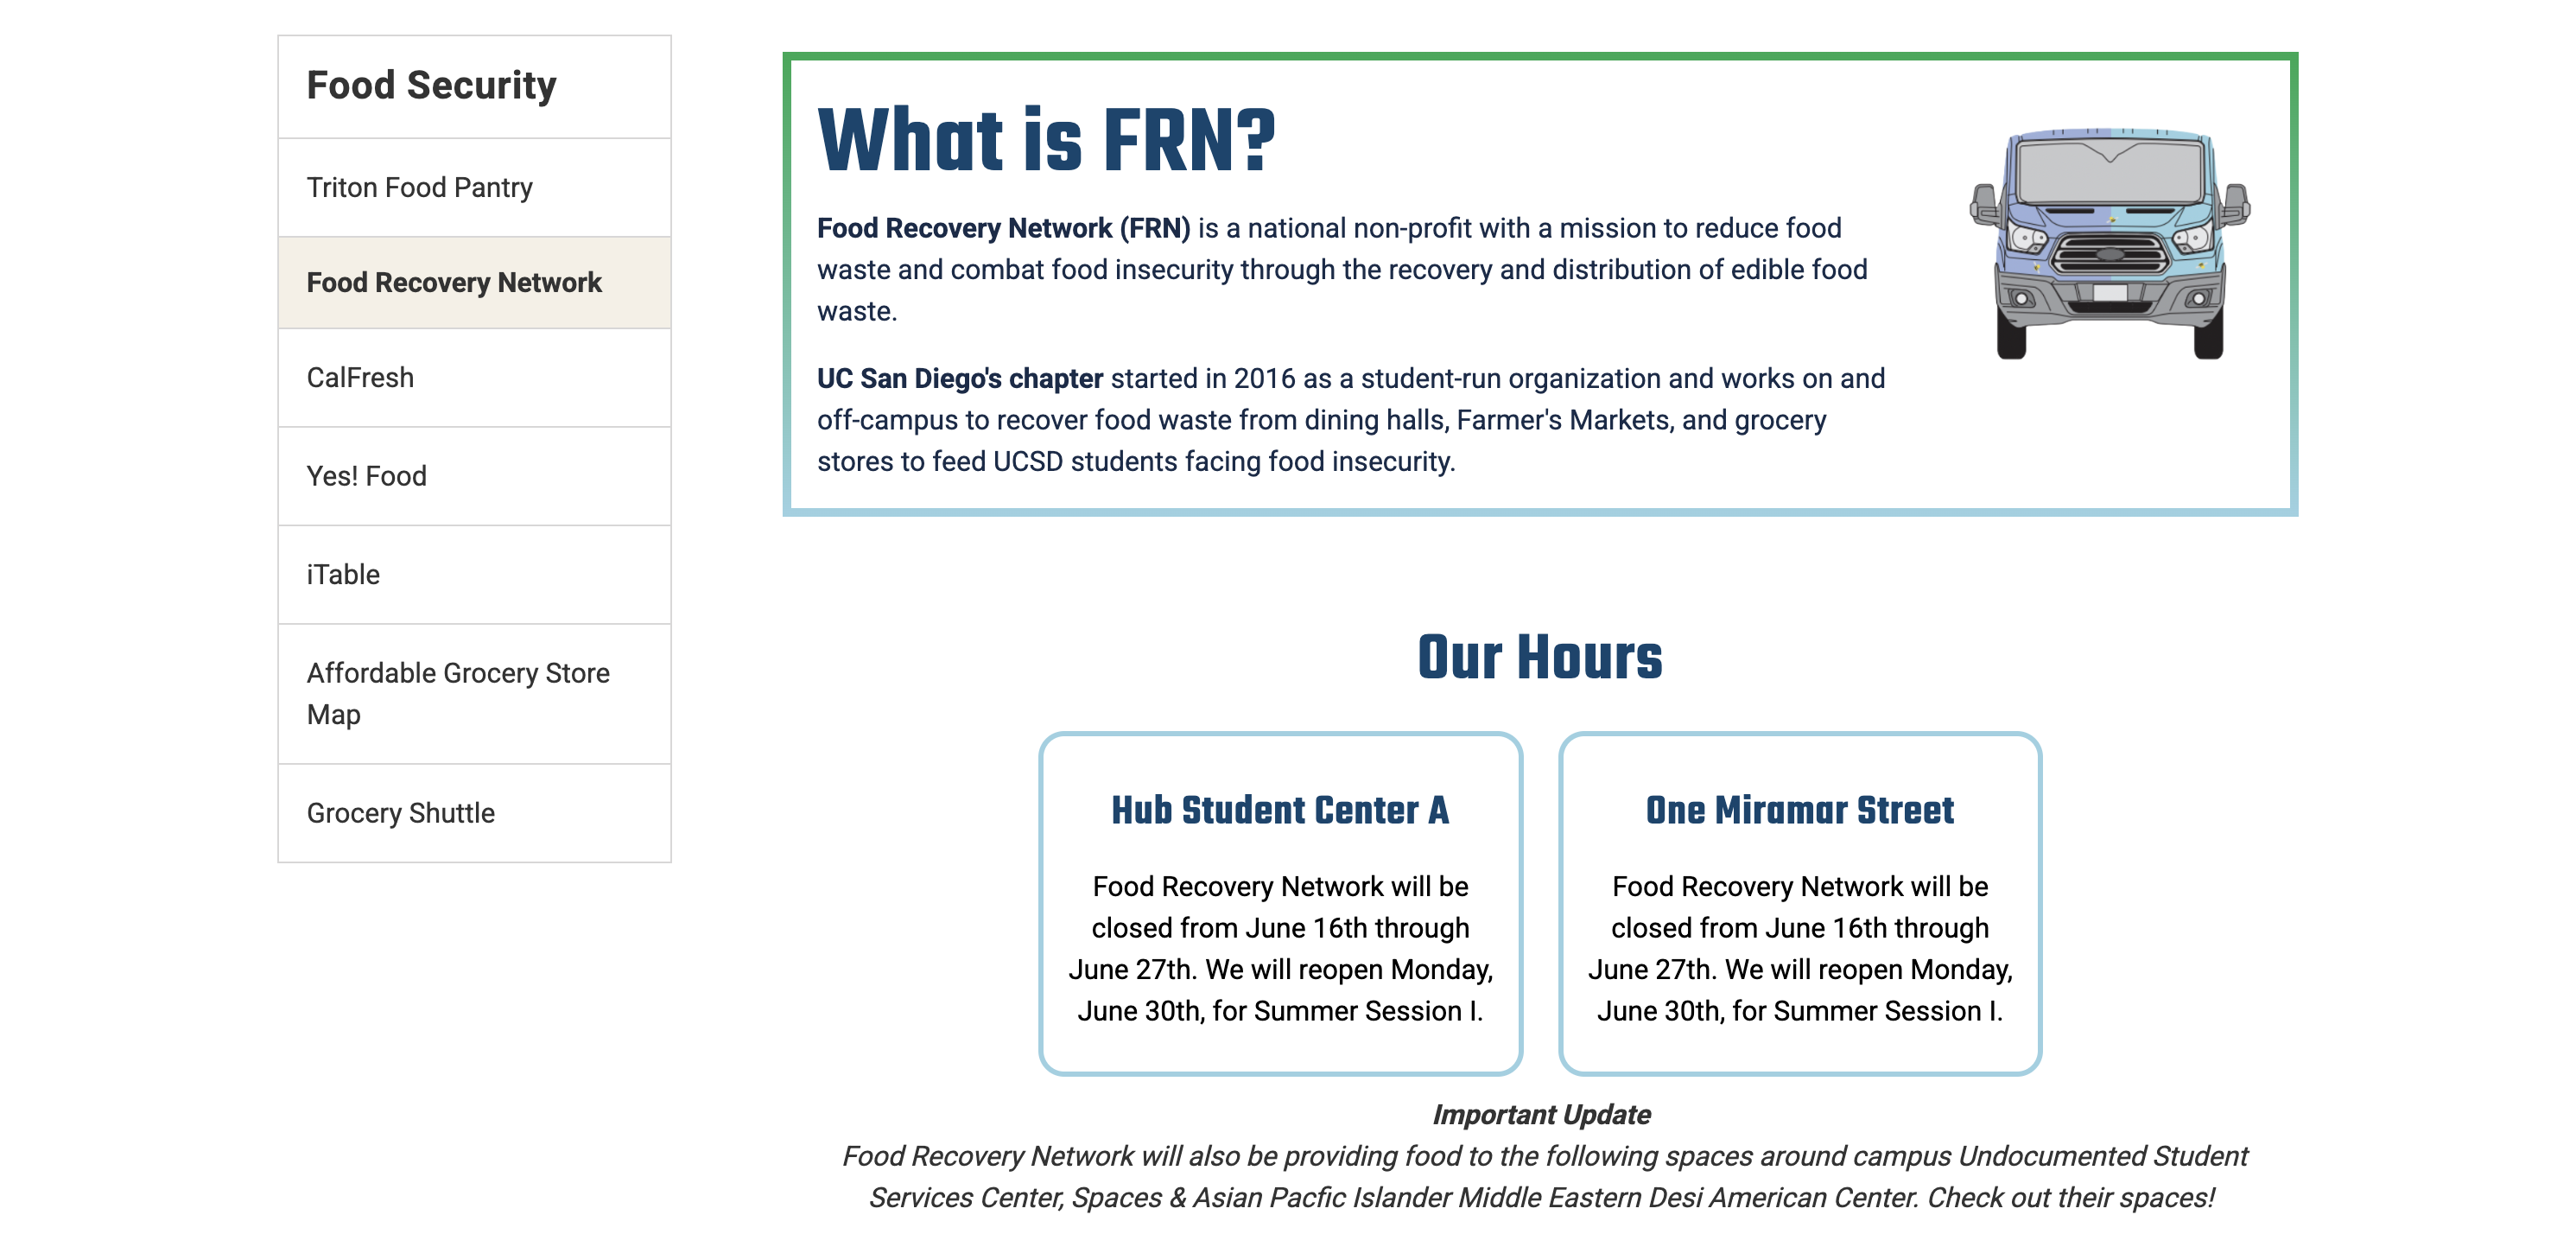 Food Security
Triton Food Pantry
Food Recovery Network
CalFresh
Yes! Food
iTable
Affordable Grocery Store
Map
Grocery Shuttle
What is FRN?
Food Recovery Network (FRN) is a national non-profit with a mission to reduce food
waste and combat food insecurity through the recovery and distribution of edible food
waste.
UC San Diego's chapter started in 2016 as a student-run organization and works on and
off-campus to recover food waste from dining halls, Farmer's Markets, and grocery
stores to feed UCSD students facing food insecurity.
Our Hours
Hub Student Center A
Food Recovery Network will be
closed from June 16th through
June 27th. We will reopen Monday,
June 30th, for Summer Session I.
One Miramar Street
Food Recovery Network will be
closed from June 16th through
June 27th. We will reopen Monday,
June 30th, for Summer Session I.
Important Update
Food Recovery Network will also be providing food to the following spaces around campus Undocumented Student
Services Center, Spaces & Asian Pacfic Islander Middle Eastern Desi American Center. Check out their spaces!